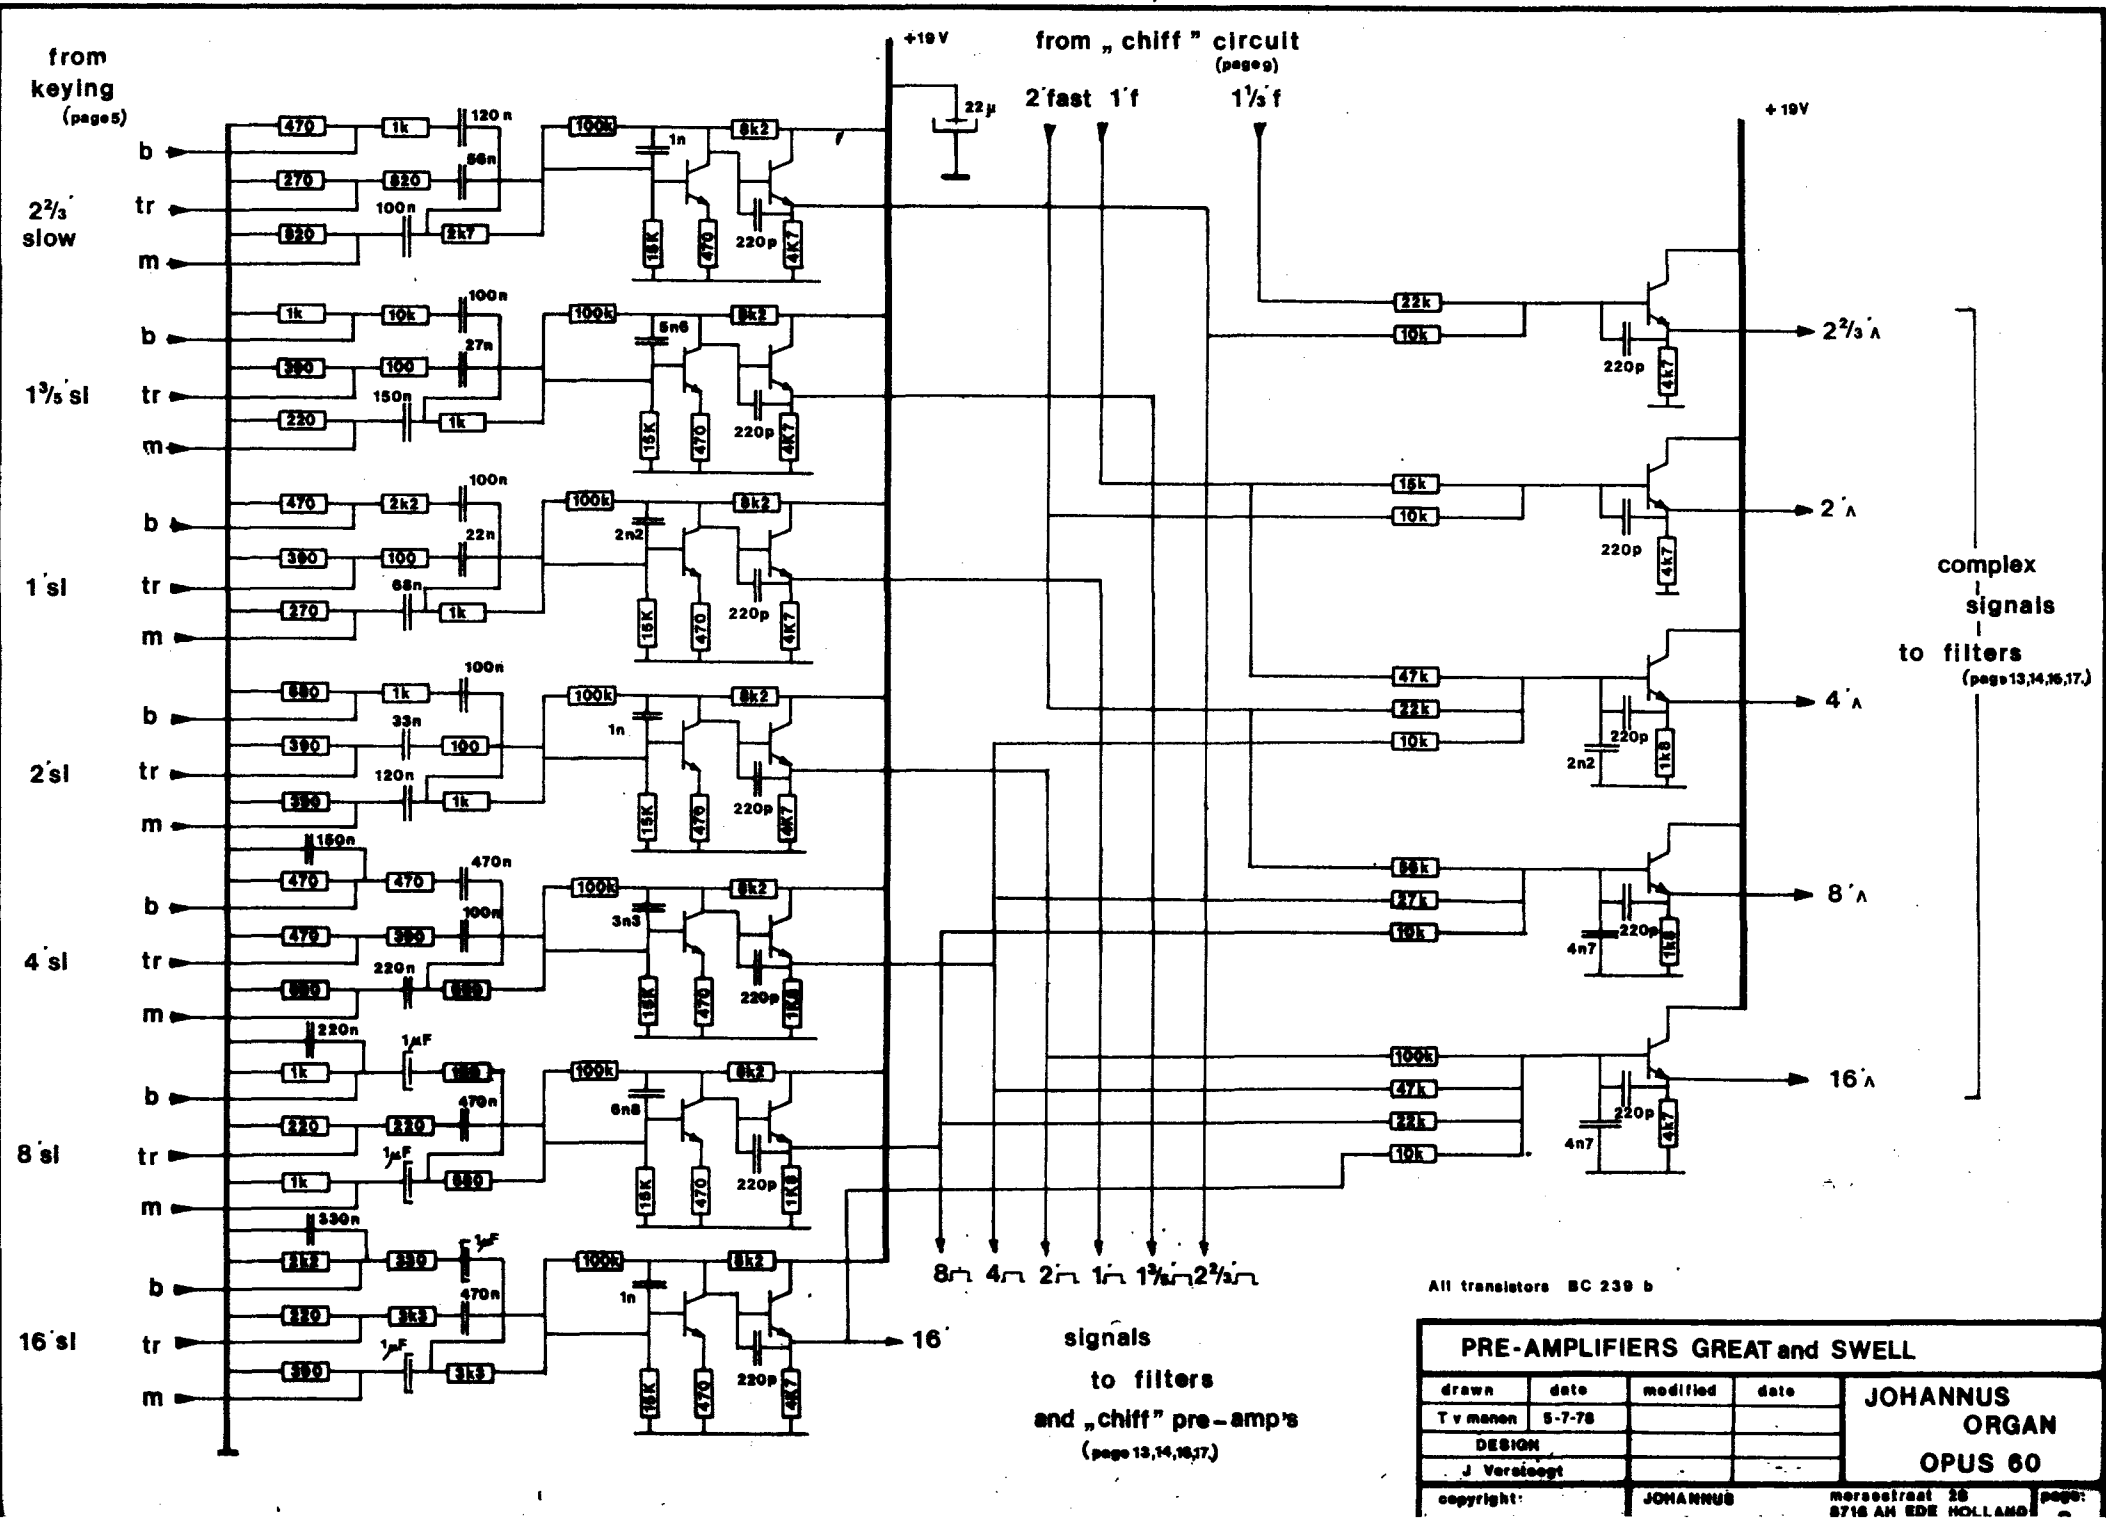 from
keying
(page5)
+19V
from „ chiff ” circuit
(page9)
2' fast 1' f 1⅓' f
+19V
22µ
2⅔'
slow
b
tr
m
470 1k 120n
270 820 56n
820 100n 2k7
100k 1n 8k2
15K 470 220p 4K7
1⅗' sl
b
tr
m
1k 10k 100n
390 100 27n
220 150n 1k
100k 5n6 8k2
15K 470 220p 4K7
1' sl
b
tr
m
470 2k2 100n
390 100 22n
270 68n 1k
100k 2n2 8k2
15K 470 220p 4K7
2' sl
b
tr
m
680 1k 100n
390 33n 100
390 120n 1k
100k 1n 8k2
15K 470 220p 4K7
4' sl
b
tr
m
150n
470 470 470n
470 390 100n
680 220n 680
100k 3n3 8k2
15K 470 220p 1K8
8' sl
b
tr
m
220n
1k 1µF
220 220 470n
1k 1µF 680
100k 6n8 8k2
15K 470 220p 1K8
16' sl
b
tr
m
330n
2k2 330 1µF
220 3k3 470n
390 1µF 3k3
100k 1n 8k2
15K 470 220p 4K7
22k
10k
220p 4k7
2⅔' ʌ
15k
10k
220p 4k7
2' ʌ
47k
22k
10k
220p 2n2 1k8
4' ʌ
56k
27k
10k
220p 4n7 1k8
8' ʌ
100k
47k
22k
10k
220p 4n7 4k7
16' ʌ
complex
signals
to filters
(page 13,14,16,17.)
8 4 2' 1' 1⅗' 2⅔'
16'
signals
to filters
and „chiff” pre-amp's
(page 13,14,16,17.)
All transistors BC 239 b
PRE-AMPLIFIERS GREAT and SWELL
drawn date modified date
T v manen 5-7-78
DESIGN
J Versteegt
JOHANNUS
ORGAN
OPUS 60
copyright: JOHANNUS morsestraat 28
6716 AH EDE HOLLAND
page: